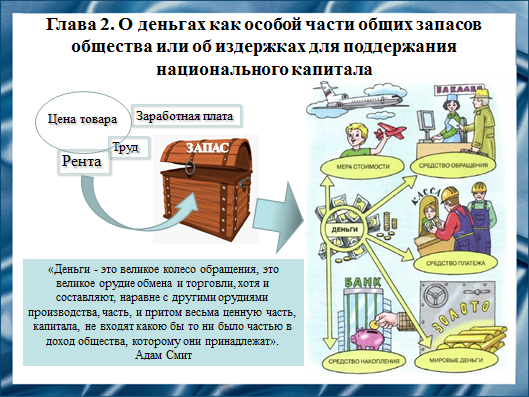 Глава 2. О деньгах как особой части общих запасов
общества или об издержках для поддержания
национального капитала
Цена товара
Заработная плата
Труд
Рента
ЗАПАС
БАКАЛЕЯ
МЕРА СТОИМОСТИ
СРЕДСТВО ОБРАЩЕНИЯ
КАССА
ДЕНЬГИ
СРЕДСТВО ПЛАТЕЖА
БАНК
ЗОЛОТО
СРЕДСТВО НАКОПЛЕНИЯ
МИРОВЫЕ ДЕНЬГИ
«Деньги - это великое колесо обращения, это
великое орудие обмена и торговли, хотя и
составляют, наравне с другими орудиями
производства, часть, и притом весьма ценную часть,
капитала, не входят какою бы то ни было частью в
доход общества, которому они принадлежат».
Адам Смит